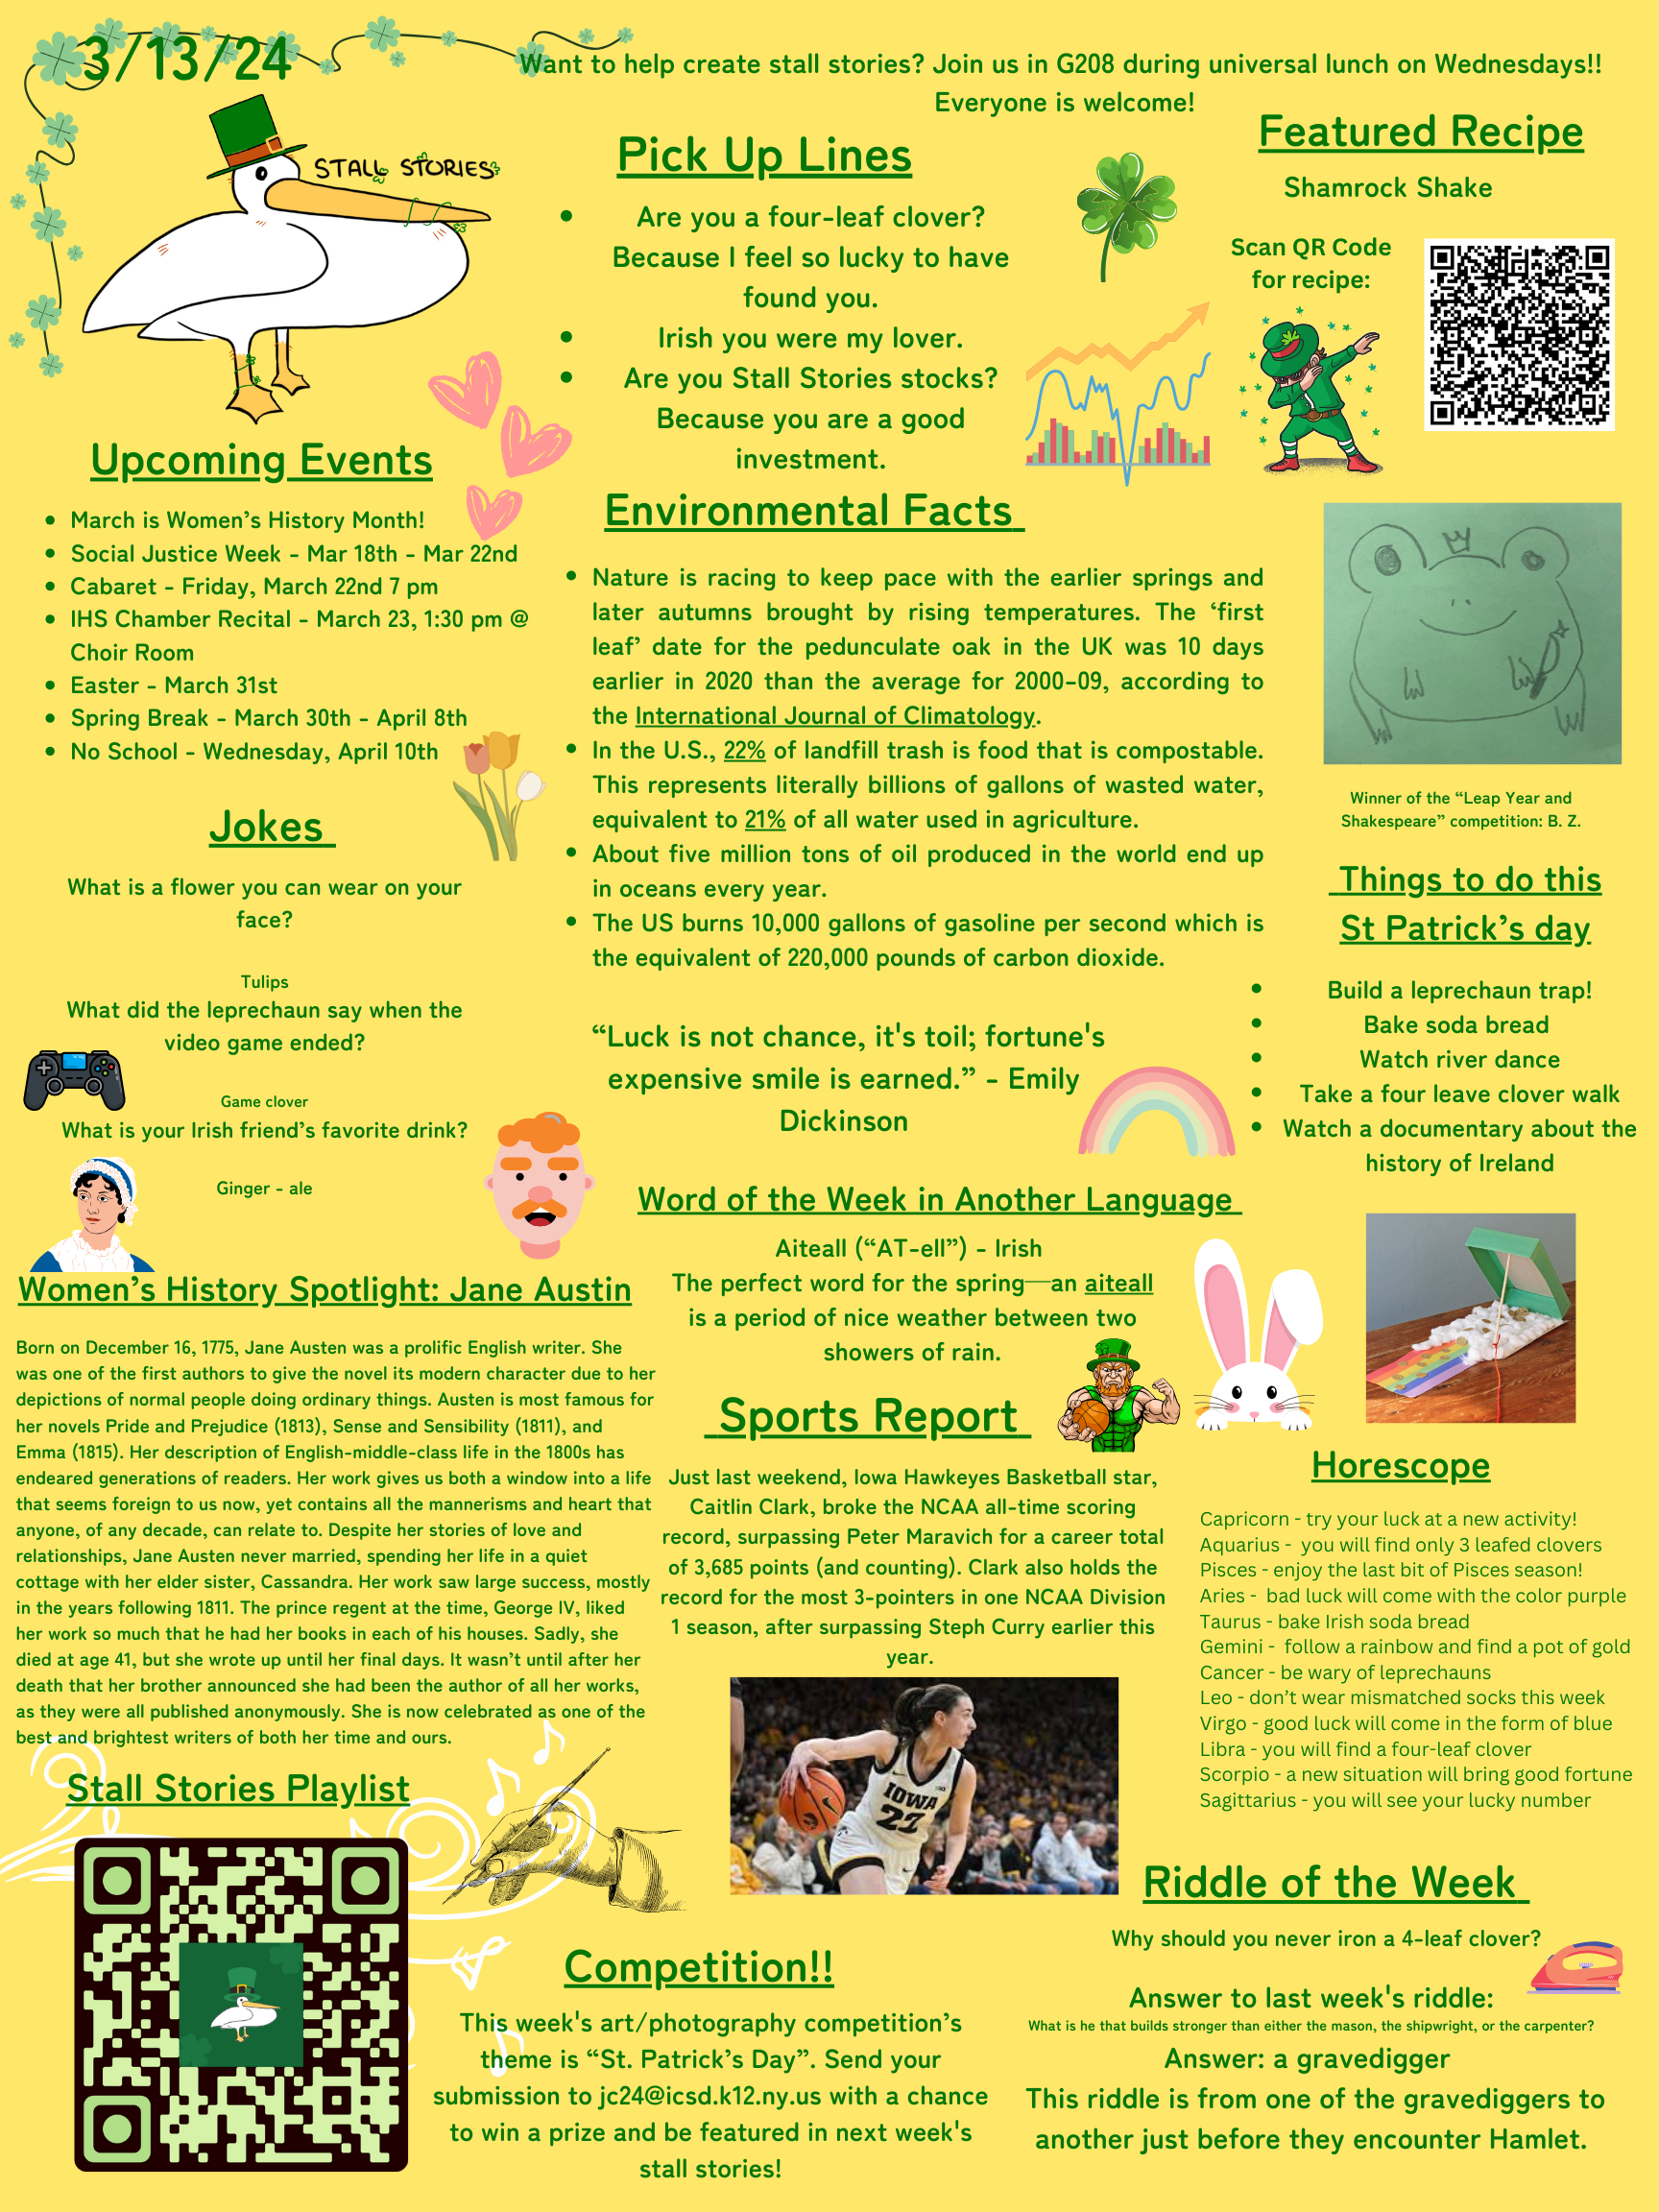 3/13/24
Want to help create stall stories? Join us in G208 during universal lunch on Wednesdays!!
Everyone is welcome!
STALL STORIES
Pick Up Lines
Are you a four-leaf clover?
Because I feel so lucky to have
found you.
Irish you were my lover.
Are you Stall Stories stocks?
Because you are a good
investment.
Featured Recipe
Shamrock Shake
Scan QR Code
for recipe:
Upcoming Events
March is Women's History Month!
Social Justice Week - Mar 18th - Mar 22nd
Cabaret - Friday, March 22nd 7 pm
IHS Chamber Recital - March 23, 1:30 pm @
Choir Room
Easter - March 31st
Spring Break - March 30th - April 8th
No School - Wednesday, April 10th
Environmental Facts
Nature is racing to keep pace with the earlier springs and
later autumns brought by rising temperatures. The ‘first
leaf’ date for the pedunculate oak in the UK was 10 days
earlier in 2020 than the average for 2000-09, according to
the International Journal of Climatology.
In the U.S., 22% of landfill trash is food that is compostable.
This represents literally billions of gallons of wasted water,
equivalent to 21% of all water used in agriculture.
About five million tons of oil produced in the world end up
in oceans every year.
The US burns 10,000 gallons of gasoline per second which is
the equivalent of 220,000 pounds of carbon dioxide.
Winner of the “Leap Year and
Shakespeare” competition: B. Z.
Jokes
What is a flower you can wear on your
face?
Tulips
What did the leprechaun say when the
video game ended?
Game clover
What is your Irish friend’s favorite drink?
Ginger - ale
“Luck is not chance, it's toil; fortune's
expensive smile is earned.” - Emily
Dickinson
Things to do this
St Patrick’s day
Build a leprechaun trap!
Bake soda bread
Watch river dance
Take a four leave clover walk
Watch a documentary about the
history of Ireland
Word of the Week in Another Language
Aiteall (“AT-ell”) - Irish
The perfect word for the spring—an aiteall
is a period of nice weather between two
showers of rain.
Women’s History Spotlight: Jane Austin
Born on December 16, 1775, Jane Austen was a prolific English writer. She
was one of the first authors to give the novel its modern character due to her
depictions of normal people doing ordinary things. Austen is most famous for
her novels Pride and Prejudice (1813), Sense and Sensibility (1811), and
Emma (1815). Her description of English-middle-class life in the 1800s has
endeared generations of readers. Her work gives us both a window into a life
that seems foreign to us now, yet contains all the mannerisms and heart that
anyone, of any decade, can relate to. Despite her stories of love and
relationships, Jane Austen never married, spending her life in a quiet
cottage with her elder sister, Cassandra. Her work saw large success, mostly
in the years following 1811. The prince regent at the time, George IV, liked
her work so much that he had her books in each of his houses. Sadly, she
died at age 41, but she wrote up until her final days. It wasn’t until after her
death that her brother announced she had been the author of all her works,
as they were all published anonymously. She is now celebrated as one of the
best and brightest writers of both her time and ours.
Sports Report
Just last weekend, Iowa Hawkeyes Basketball star,
Caitlin Clark, broke the NCAA all-time scoring
record, surpassing Peter Maravich for a career total
of 3,685 points (and counting). Clark also holds the
record for the most 3-pointers in one NCAA Division
1 season, after surpassing Steph Curry earlier this
year.
IOWA
22
Horescope
Capricorn - try your luck at a new activity!
Aquarius - you will find only 3 leafed clovers
Pisces - enjoy the last bit of Pisces season!
Aries - bad luck will come with the color purple
Taurus - bake Irish soda bread
Gemini - follow a rainbow and find a pot of gold
Cancer - be wary of leprechauns
Leo - don’t wear mismatched socks this week
Virgo - good luck will come in the form of blue
Libra - you will find a four-leaf clover
Scorpio - a new situation will bring good fortune
Sagittarius - you will see your lucky number
Stall Stories Playlist
Competition!!
This week's art/photography competition’s
theme is “St. Patrick’s Day”. Send your
submission to jc24@icsd.k12.ny.us with a chance
to win a prize and be featured in next week's
stall stories!
Riddle of the Week
Why should you never iron a 4-leaf clover?
Answer to last week's riddle:
What is he that builds stronger than either the mason, the shipwright, or the carpenter?
Answer: a gravedigger
This riddle is from one of the gravediggers to
another just before they encounter Hamlet.